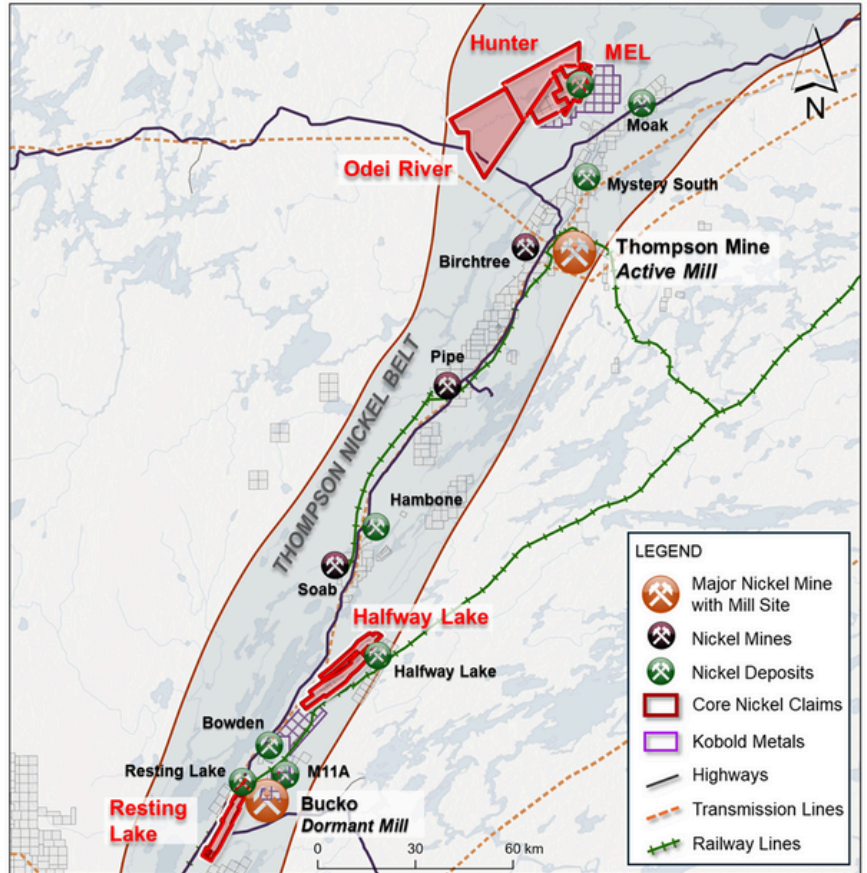 Hunter
MEL
N
Moak
Odei River
Mystery South
Birchtree
Thompson Mine
Active Mill
Pipe
THOMPSON NICKEL BELT
Hambone
Soab
Halfway Lake
Halfway Lake
Bowden
Resting Lake
M11A
Resting
Lake
Bucko
Dormant Mill
0 30 60 km
LEGEND
Major Nickel Mine
with Mill Site
Nickel Mines
Nickel Deposits
Core Nickel Claims
Kobold Metals
Highways
Transmission Lines
Railway Lines